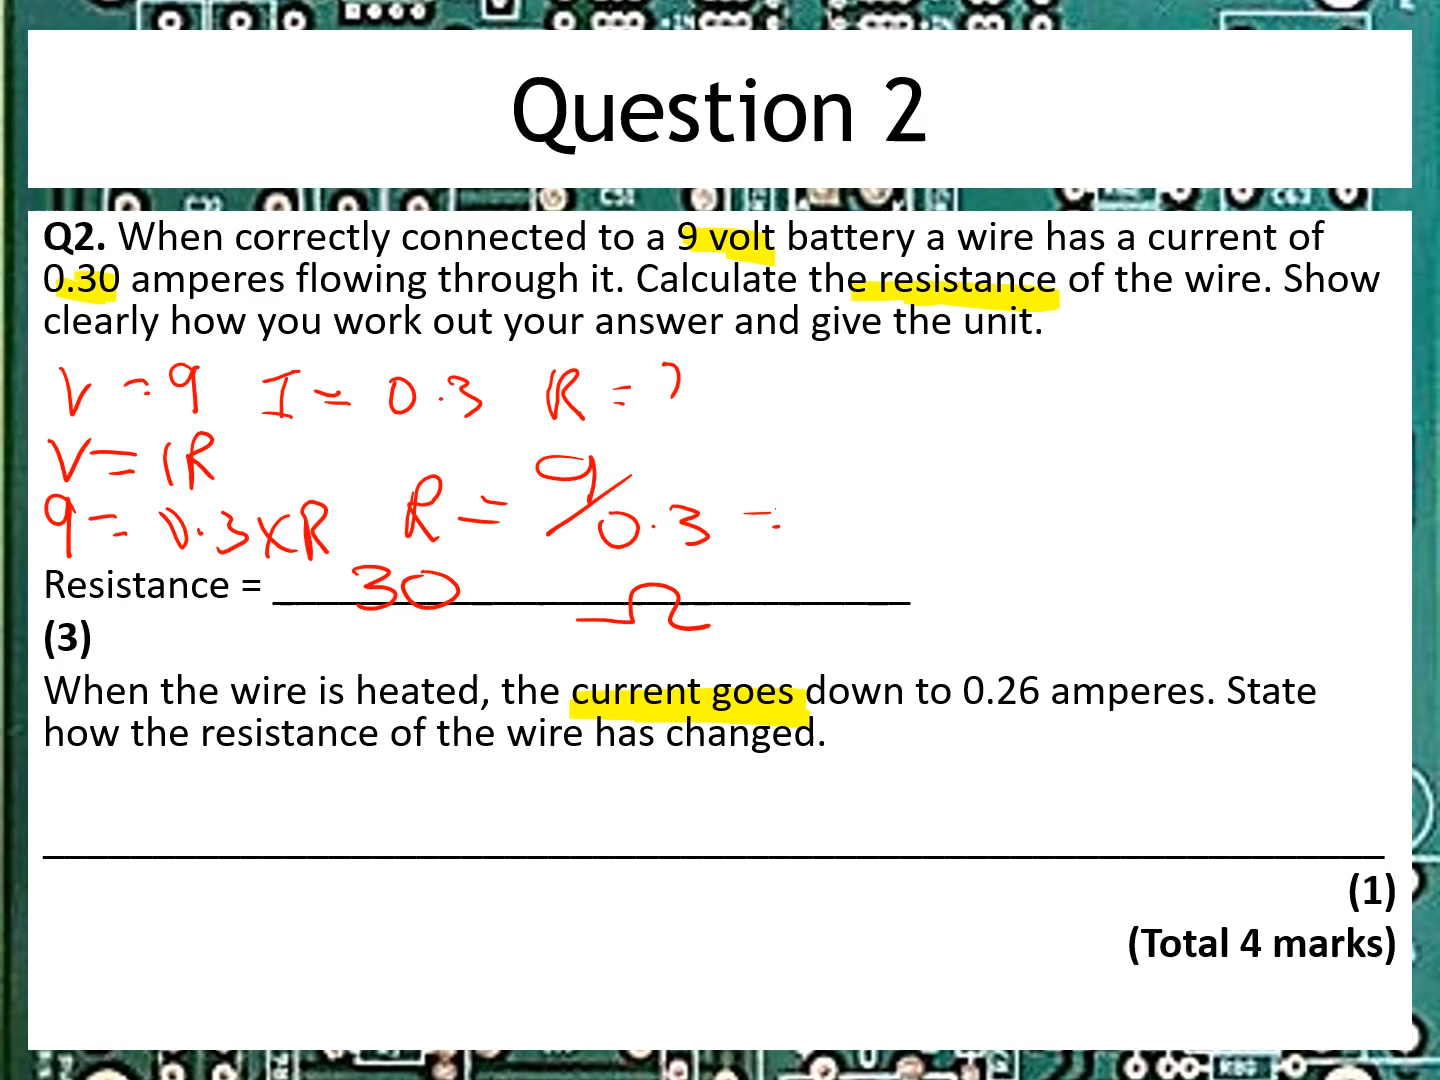 Question 2
Q2. When correctly connected to a 9 volt battery a wire has a current of
0.30 amperes flowing through it. Calculate the resistance of the wire. Show
clearly how you work out your answer and give the unit.
V = 9 I = 0.3 R = ?
V = IR
9 = 0.3 x R R = 9/0.3 =
Resistance = 30 Ω
(3)
When the wire is heated, the current goes down to 0.26 amperes. State
how the resistance of the wire has changed.
(1)
(Total 4 marks)